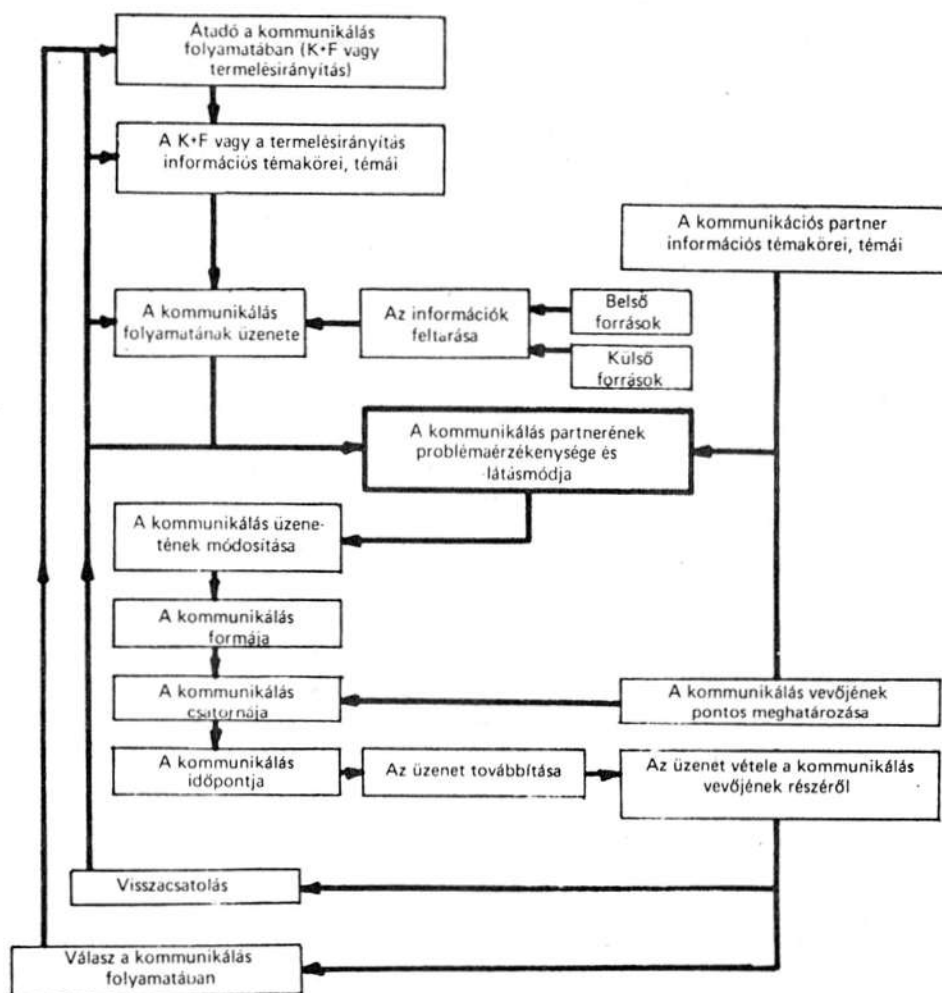 Átadó a kommunikálás
folyamatában (K+F vagy
termelésirányítás)
A K+F vagy a termelésirányítás
információs témakörei, témái
A kommunikációs partner
információs témakörei, témái
A kommunikálás
folyamatának üzenete
Az információk
feltárása
Belső
források
Külső
források
A kommunikálás partnerének
problémaérzékenysége és
látásmódja
A kommunikálás üzene-
tének módosítása
A kommunikálás
formája
A kommunikálás
csatornája
A kommunikálás vevőjének
pontos meghatározása
A kommunikálás
időpontja
Az üzenet továbbítása
Az üzenet vétele a kommunikálás
vevőjének részéről
Visszacsatolás
Válasz a kommunikálás
folyamatában